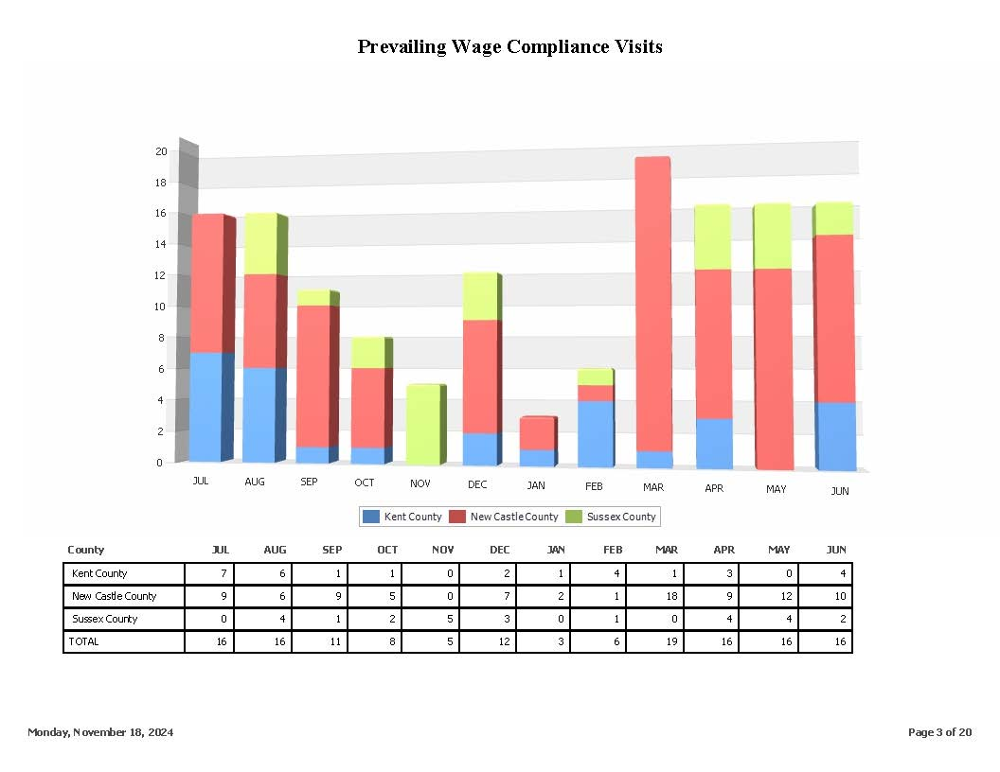 Prevailing Wage Compliance Visits
20
18
16
14
12
10
8
6
4
2
0
JUL AUG SEP OCT NOV DEC JAN FEB MAR APR MAY JUN
Kent County New Castle County Sussex County
County JUL AUG SEP OCT NOV DEC JAN FEB MAR APR MAY JUN
Kent County 7 6 1 1 0 2 1 4 1 3 0 4
New Castle County 9 6 9 5 0 7 2 1 18 9 12 10
Sussex County 0 4 1 2 5 3 0 1 0 4 4 2
TOTAL 16 16 11 8 5 12 3 6 19 16 16 16
Monday, November 18, 2024 Page 3 of 20